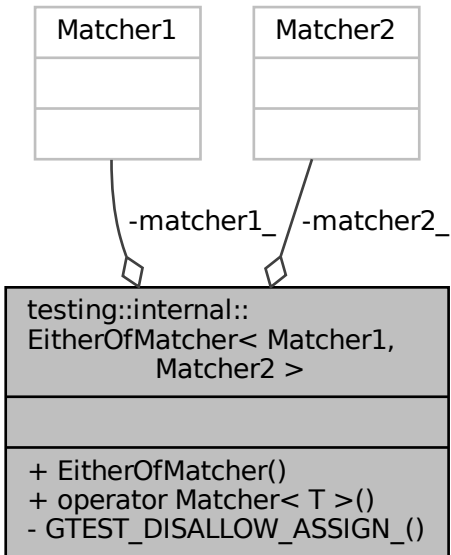 Matcher1
Matcher2
-matcher1_
-matcher2_
testing::internal::
EitherOfMatcher< Matcher1,
Matcher2 >
+ EitherOfMatcher()
+ operator Matcher< T >()
- GTEST_DISALLOW_ASSIGN_()